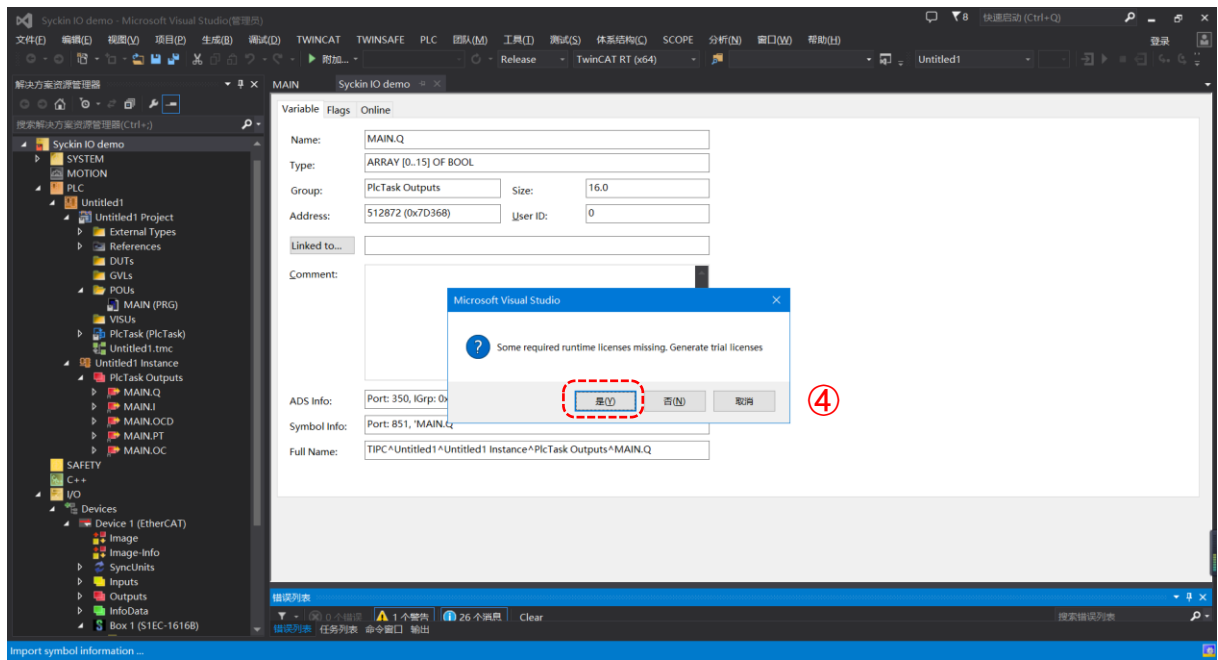 Syckin IO demo - Microsoft Visual Studio(管理员)
8
快速启动 (Ctrl+Q)
文件(F) 编辑(E) 视图(V) 项目(P) 生成(B) 调试(D) TWINCAT TWINSAFE PLC 团队(M) 工具(T) 测试(S) 体系结构(C) SCOPE 分析(N) 窗口(W) 帮助(H)
登录
附加... Release TwinCAT RT (x64) Untitled1
解决方案资源管理器
MAIN Syckin IO demo
搜索解决方案资源管理器(Ctrl+;)
Syckin IO demo
SYSTEM
MOTION
PLC
Untitled1
Untitled1 Project
External Types
References
DUTs
GVLs
POUs
MAIN (PRG)
VISUs
PlcTask (PlcTask)
Untitled1.tmc
Untitled1 Instance
PlcTask Outputs
MAIN.Q
MAIN.I
MAIN.OCD
MAIN.PT
MAIN.OC
SAFETY
C++
I/O
Devices
Device 1 (EtherCAT)
Image
Image-Info
SyncUnits
Inputs
Outputs
InfoData
Box 1 (S1EC-1616B)
Variable Flags Online
Name: MAIN.Q
Type: ARRAY [0..15] OF BOOL
Group: PlcTask Outputs Size: 16.0
Address: 512872 (0x7D368) User ID: 0
Linked to...
Comment:
Microsoft Visual Studio
Some required runtime licenses missing. Generate trial licenses
是(Y) 否(N) 取消
④
ADS Info: Port: 350, IGrp: 0x
Symbol Info: Port: 851, 'MAIN.Q
Full Name: TIPC^Untitled1^Untitled1 Instance^PlcTask Outputs^MAIN.Q
错误列表
0 个错误 1 个警告 26 个消息 Clear
搜索错误列表
错误列表 任务列表 命令窗口 输出
Import symbol information ...